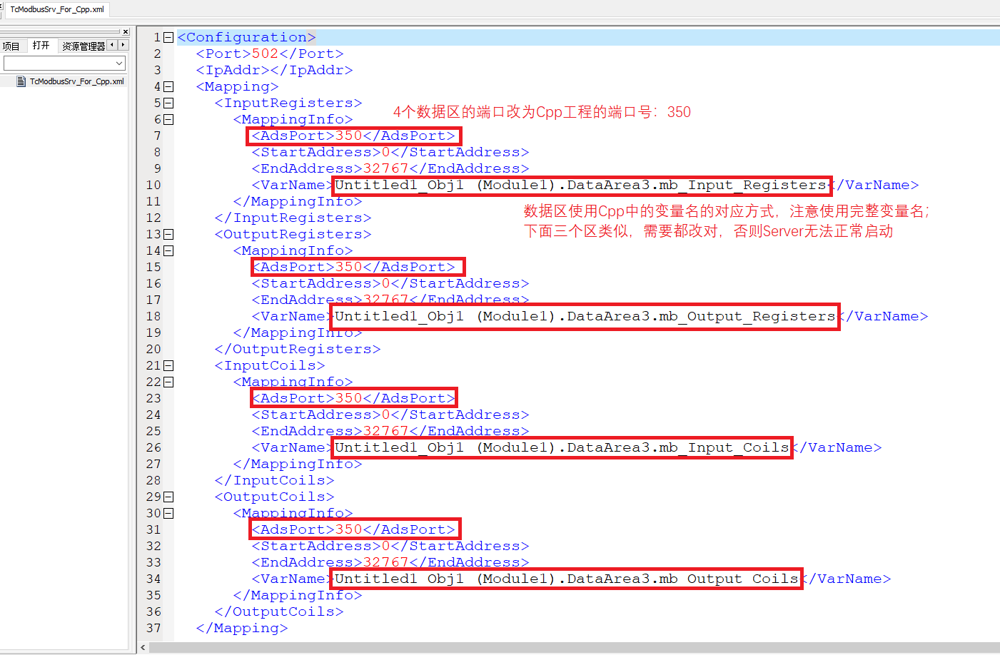 TcModbusSrv_For_Cpp.xml
项目 打开 资源管理器
TcModbusSrv_For_Cpp.xml
1 <Configuration>
2 <Port>502</Port>
3 <IpAddr></IpAddr>
4 <Mapping>
5 <InputRegisters>
4个数据区的端口改为Cpp工程的端口号：350
6 <MappingInfo>
7 <AdsPort>350</AdsPort>
8 <StartAddress>0</StartAddress>
9 <EndAddress>32767</EndAddress>
10 <VarName>Untitled1_Obj1 (Module1).DataArea3.mb_Input_Registers</VarName>
11 </MappingInfo>
数据区使用Cpp中的变量名的对应方式，注意使用完整变量名；
12 </InputRegisters>
下面三个区类似，需要都改对，否则Server无法正常启动
13 <OutputRegisters>
14 <MappingInfo>
15 <AdsPort>350</AdsPort>
16 <StartAddress>0</StartAddress>
17 <EndAddress>32767</EndAddress>
18 <VarName>Untitled1_Obj1 (Module1).DataArea3.mb_Output_Registers</VarName>
19 </MappingInfo>
20 </OutputRegisters>
21 <InputCoils>
22 <MappingInfo>
23 <AdsPort>350</AdsPort>
24 <StartAddress>0</StartAddress>
25 <EndAddress>32767</EndAddress>
26 <VarName>Untitled1_Obj1 (Module1).DataArea3.mb_Input_Coils</VarName>
27 </MappingInfo>
28 </InputCoils>
29 <OutputCoils>
30 <MappingInfo>
31 <AdsPort>350</AdsPort>
32 <StartAddress>0</StartAddress>
33 <EndAddress>32767</EndAddress>
34 <VarName>Untitled1_Obj1 (Module1).DataArea3.mb_Output_Coils</VarName>
35 </MappingInfo>
36 </OutputCoils>
37 </Mapping>